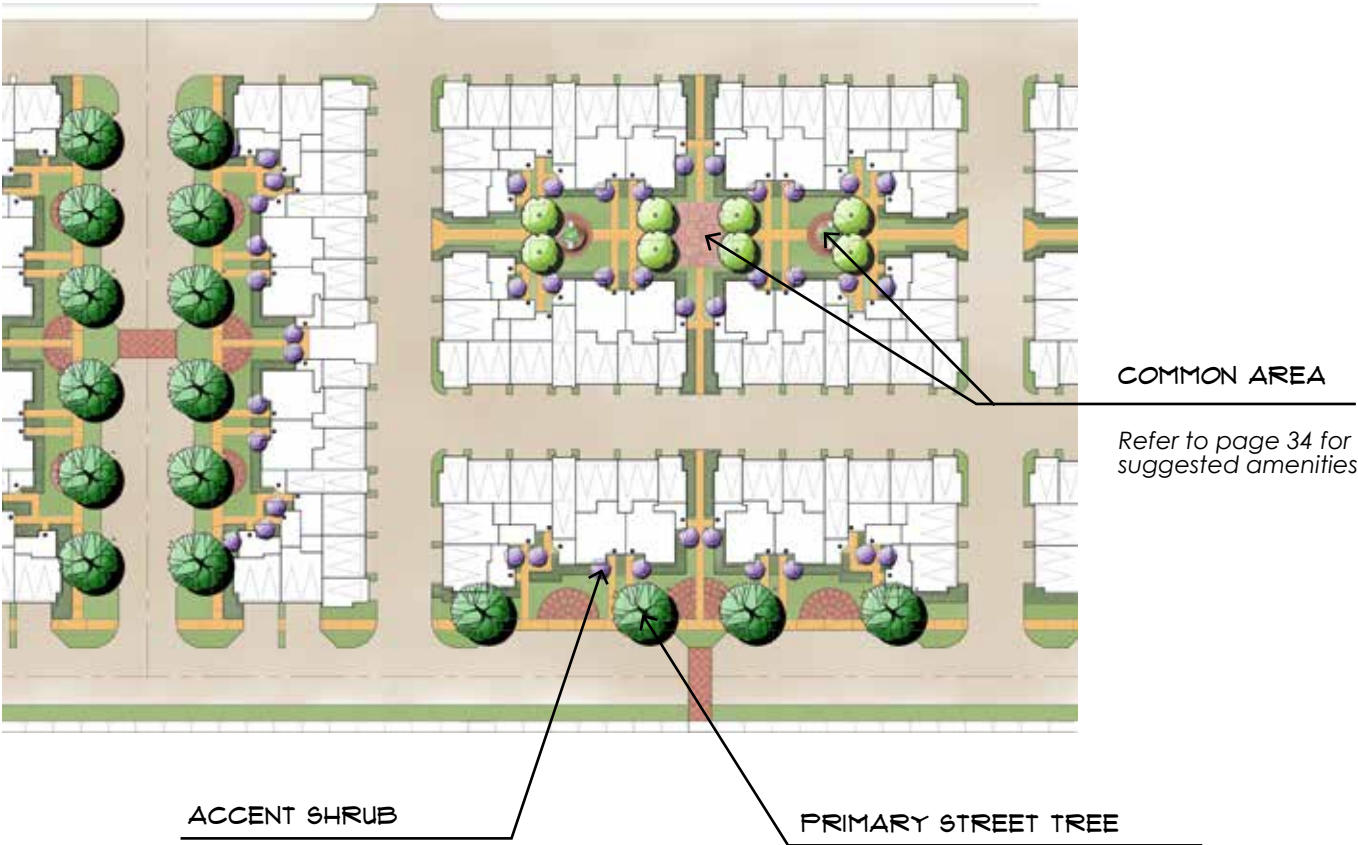 COMMON AREA
Refer to page 34 for
suggested amenities
ACCENT SHRUB
PRIMARY STREET TREE